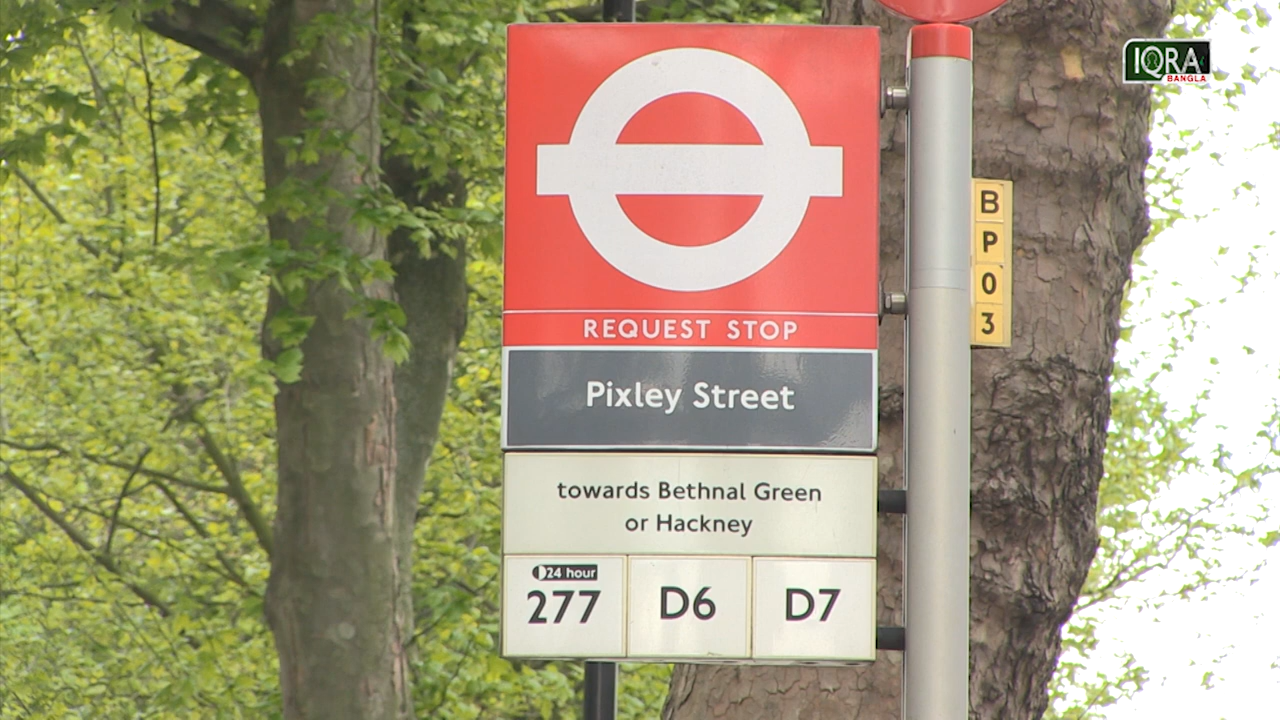 IQRA
BANGLA
REQUEST STOP
Pixley Street
towards Bethnal Green
or Hackney
24 hour
277
D6
D7
B
P
0
3